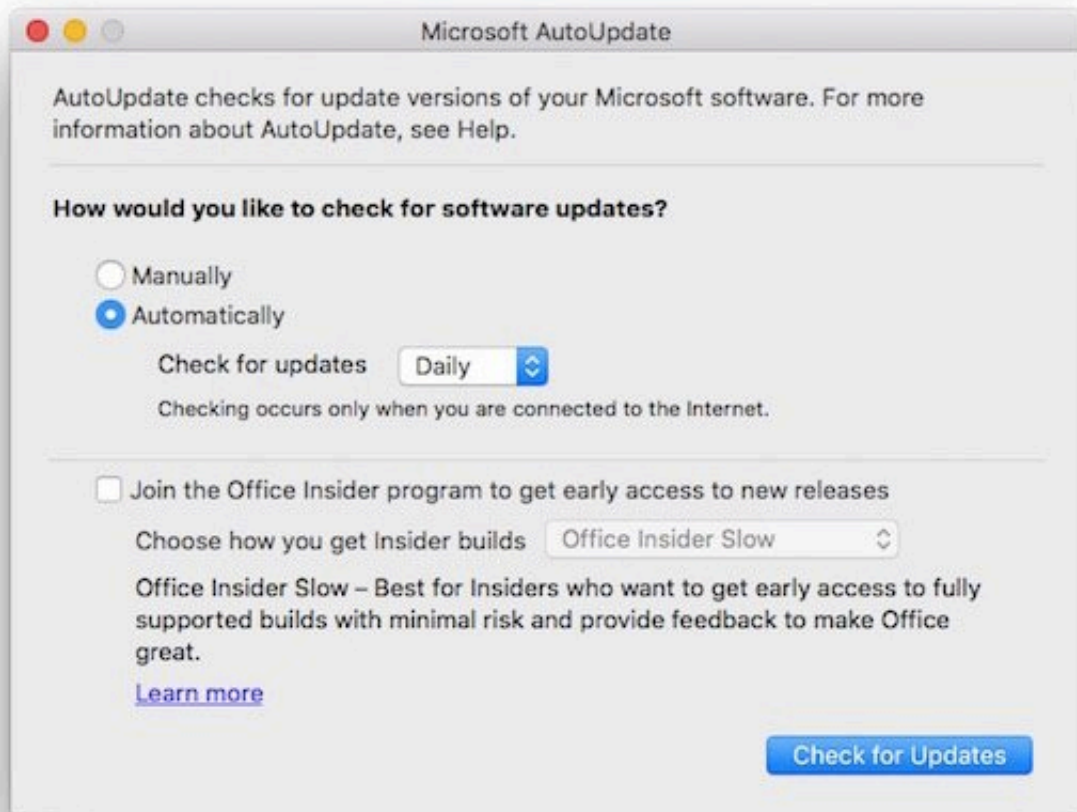 Microsoft AutoUpdate
AutoUpdate checks for update versions of your Microsoft software. For more
information about AutoUpdate, see Help.
How would you like to check for software updates?
Manually
Automatically
Check for updates Daily
Checking occurs only when you are connected to the Internet.
Join the Office Insider program to get early access to new releases
Choose how you get Insider builds Office Insider Slow
Office Insider Slow – Best for Insiders who want to get early access to fully
supported builds with minimal risk and provide feedback to make Office
great.
Learn more
Check for Updates